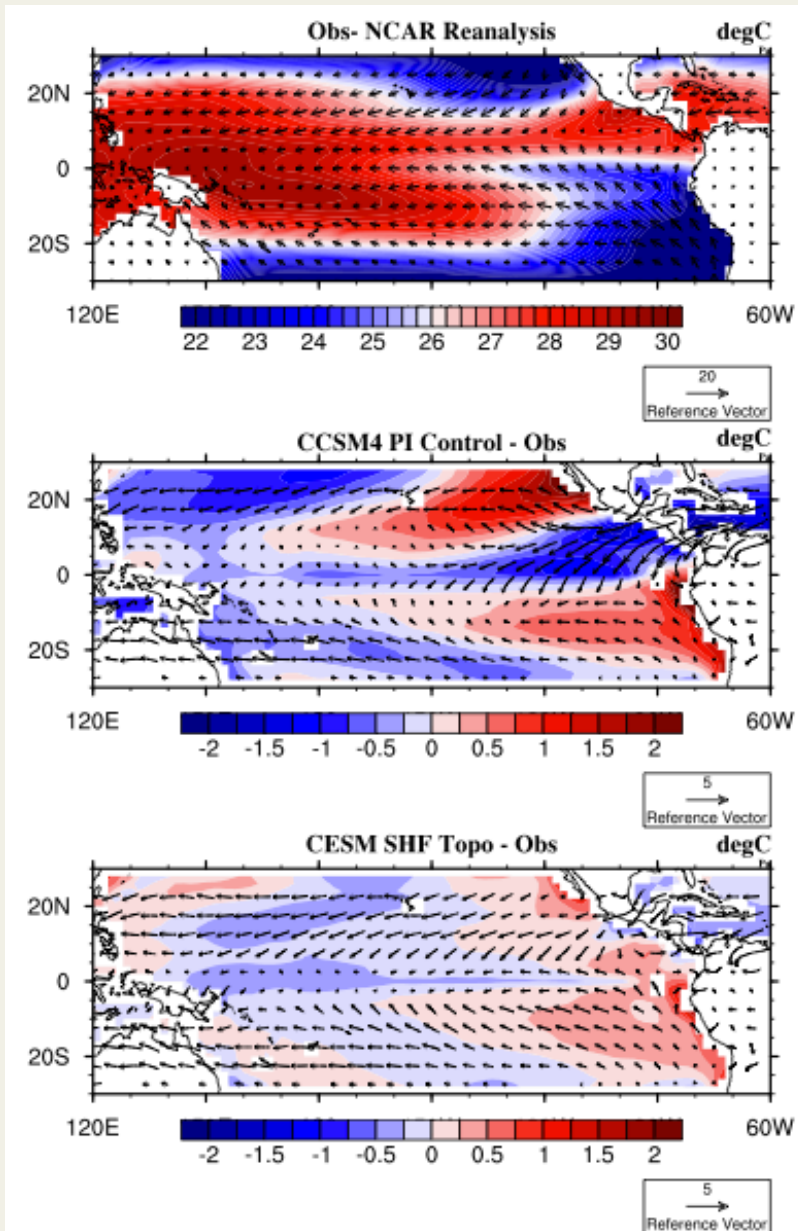 Obs- NCAR Reanalysis degC
20N
0
20S
120E 60W
22 23 24 25 26 27 28 29 30
20
Reference Vector
CCSM4 PI Control - Obs degC
20N
0
20S
120E 60W
-2 -1.5 -1 -0.5 0 0.5 1 1.5 2
5
Reference Vector
CESM SHF Topo - Obs degC
20N
0
20S
120E 60W
-2 -1.5 -1 -0.5 0 0.5 1 1.5 2
5
Reference Vector